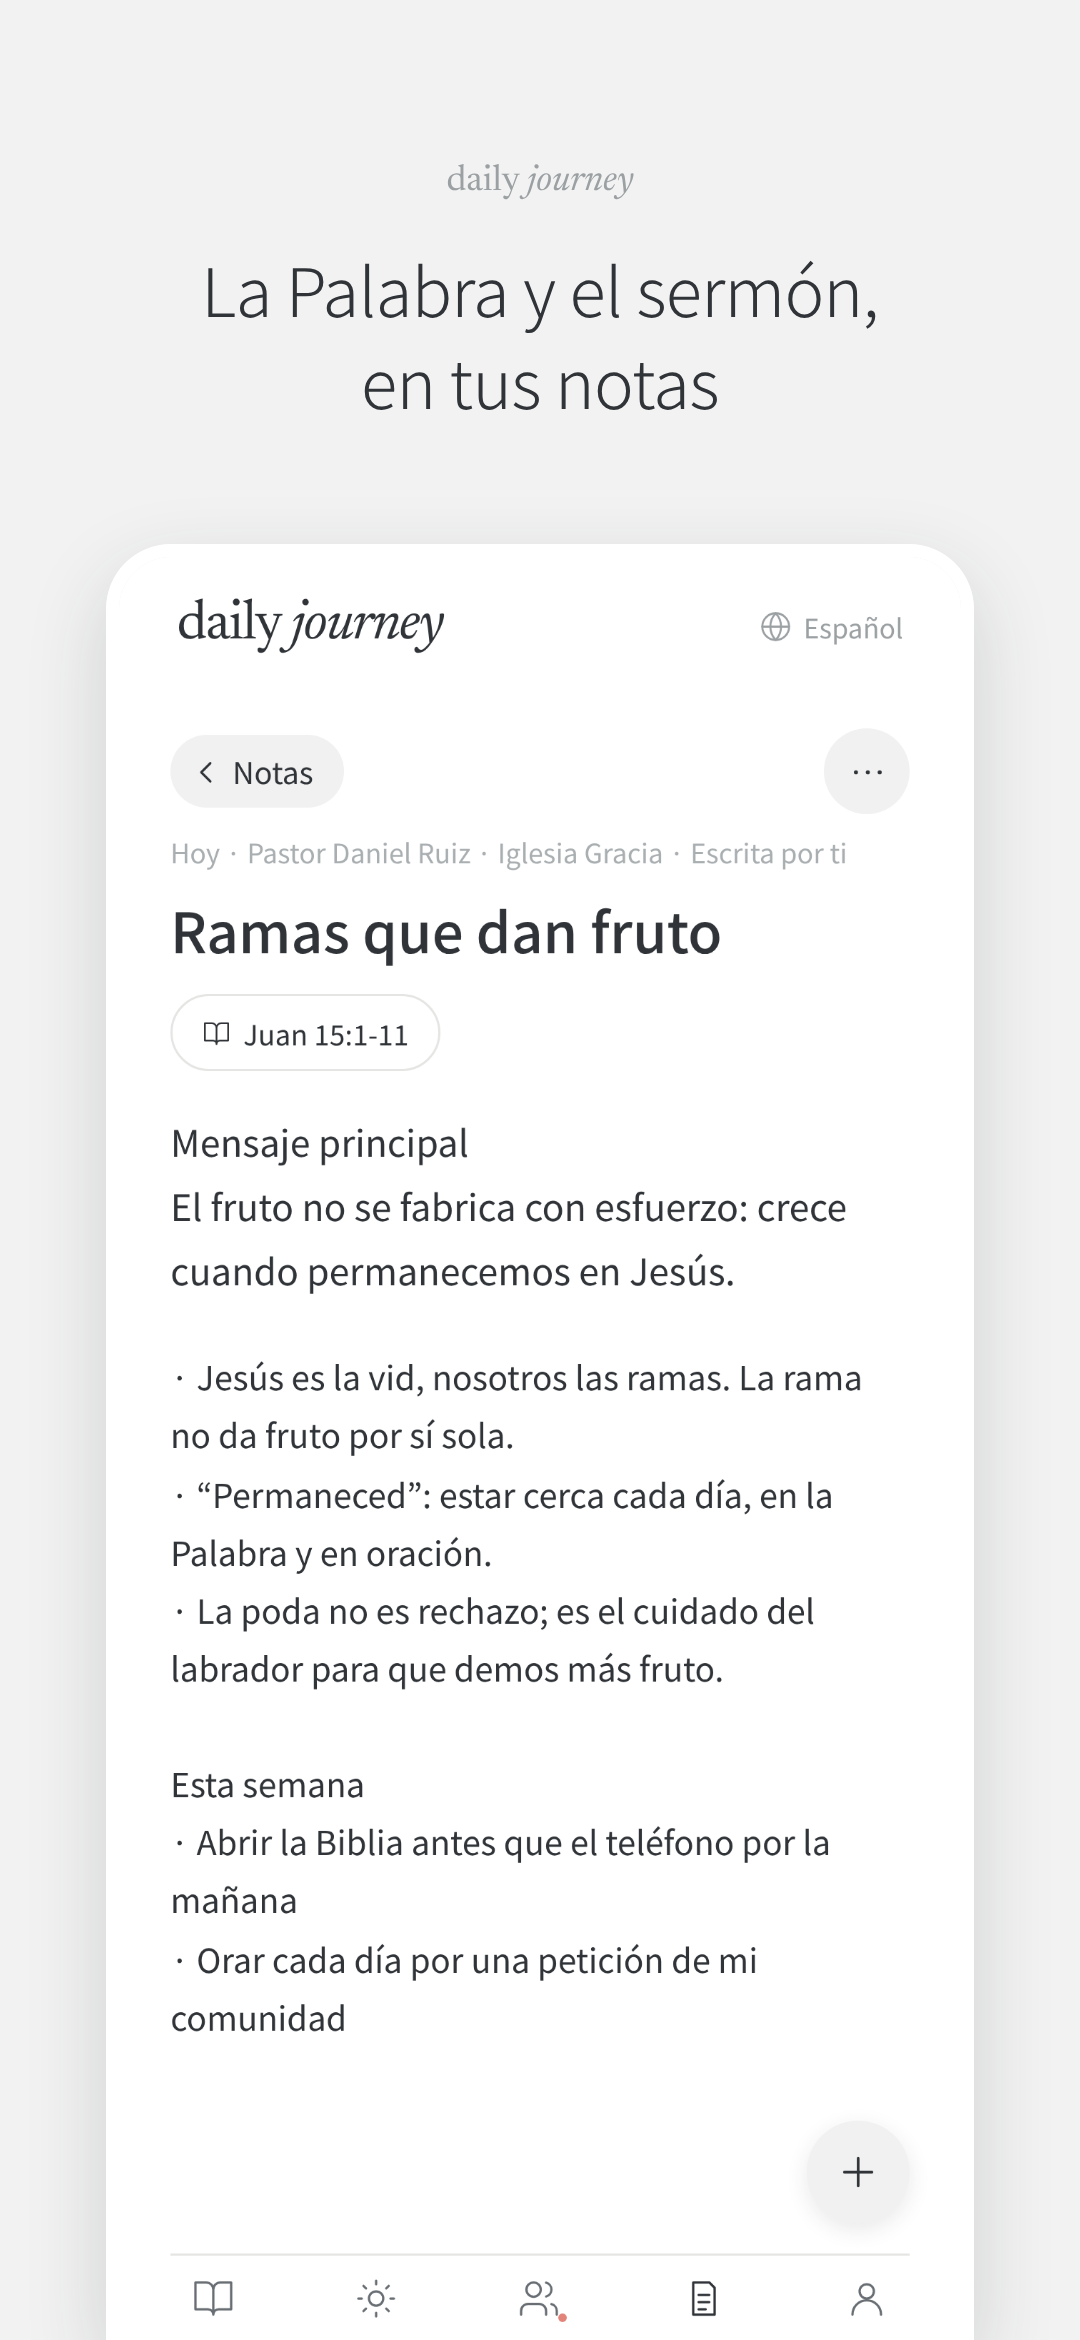 daily journey
La Palabra y el sermón,
en tus notas
daily journey
Español
Notas
Hoy · Pastor Daniel Ruiz · Iglesia Gracia · Escrita por ti
Ramas que dan fruto
Juan 15:1-11
Mensaje principal
El fruto no se fabrica con esfuerzo: crece
cuando permanecemos en Jesús.
· Jesús es la vid, nosotros las ramas. La rama
no da fruto por sí sola.
· “Permaneced”: estar cerca cada día, en la
Palabra y en oración.
· La poda no es rechazo; es el cuidado del
labrador para que demos más fruto.
Esta semana
· Abrir la Biblia antes que el teléfono por la
mañana
· Orar cada día por una petición de mi
comunidad